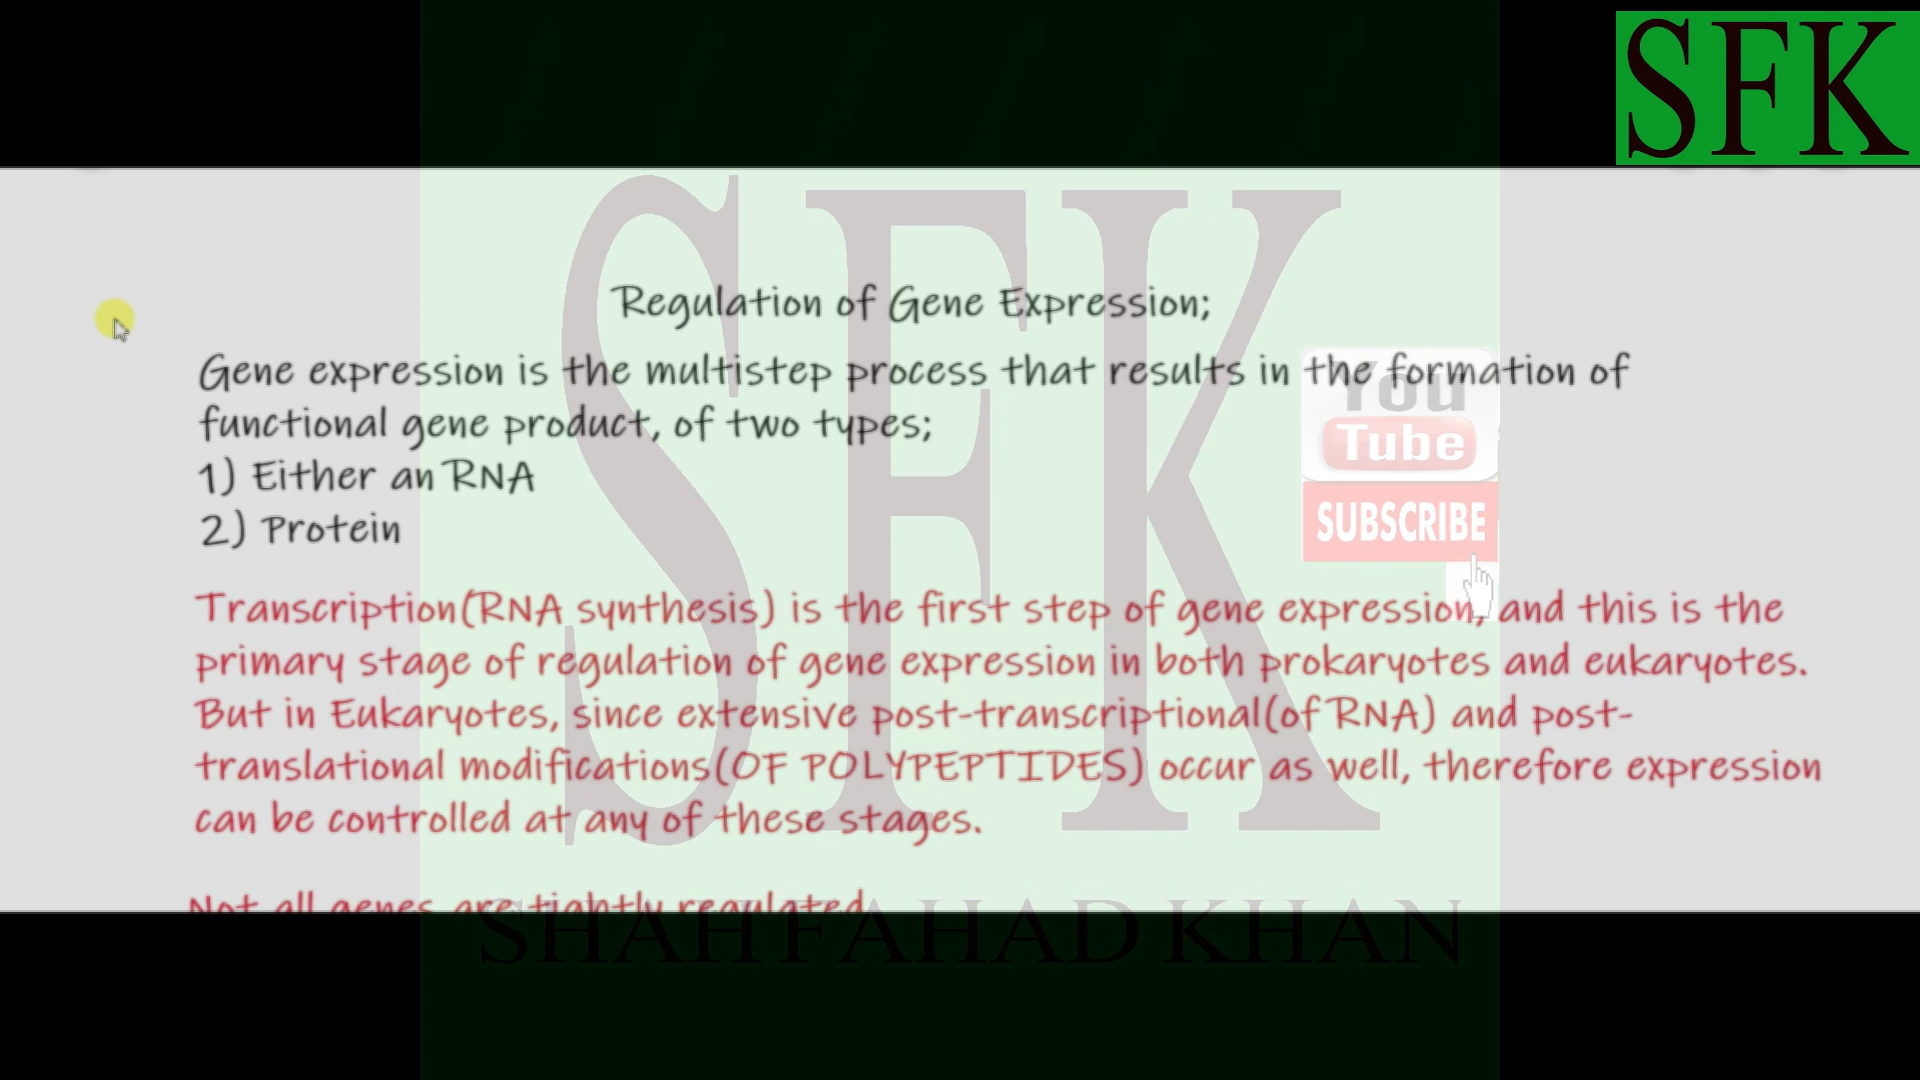 SFK
SFK
Regulation of Gene Expression;
Gene expression is the multistep process that results in the formation of
functional gene product, of two types;
1) Either an RNA
2) Protein
You
Tube
SUBSCRIBE
Transcription(RNA synthesis) is the first step of gene expression, and this is the
primary stage of regulation of gene expression in both prokaryotes and eukaryotes.
But in Eukaryotes, since extensive post-transcriptional(of RNA) and post-
translational modifications(OF POLYPEPTIDES) occur as well, therefore expression
can be controlled at any of these stages.
Not all genes are tightly regulated
SHAH FAHAD KHAN